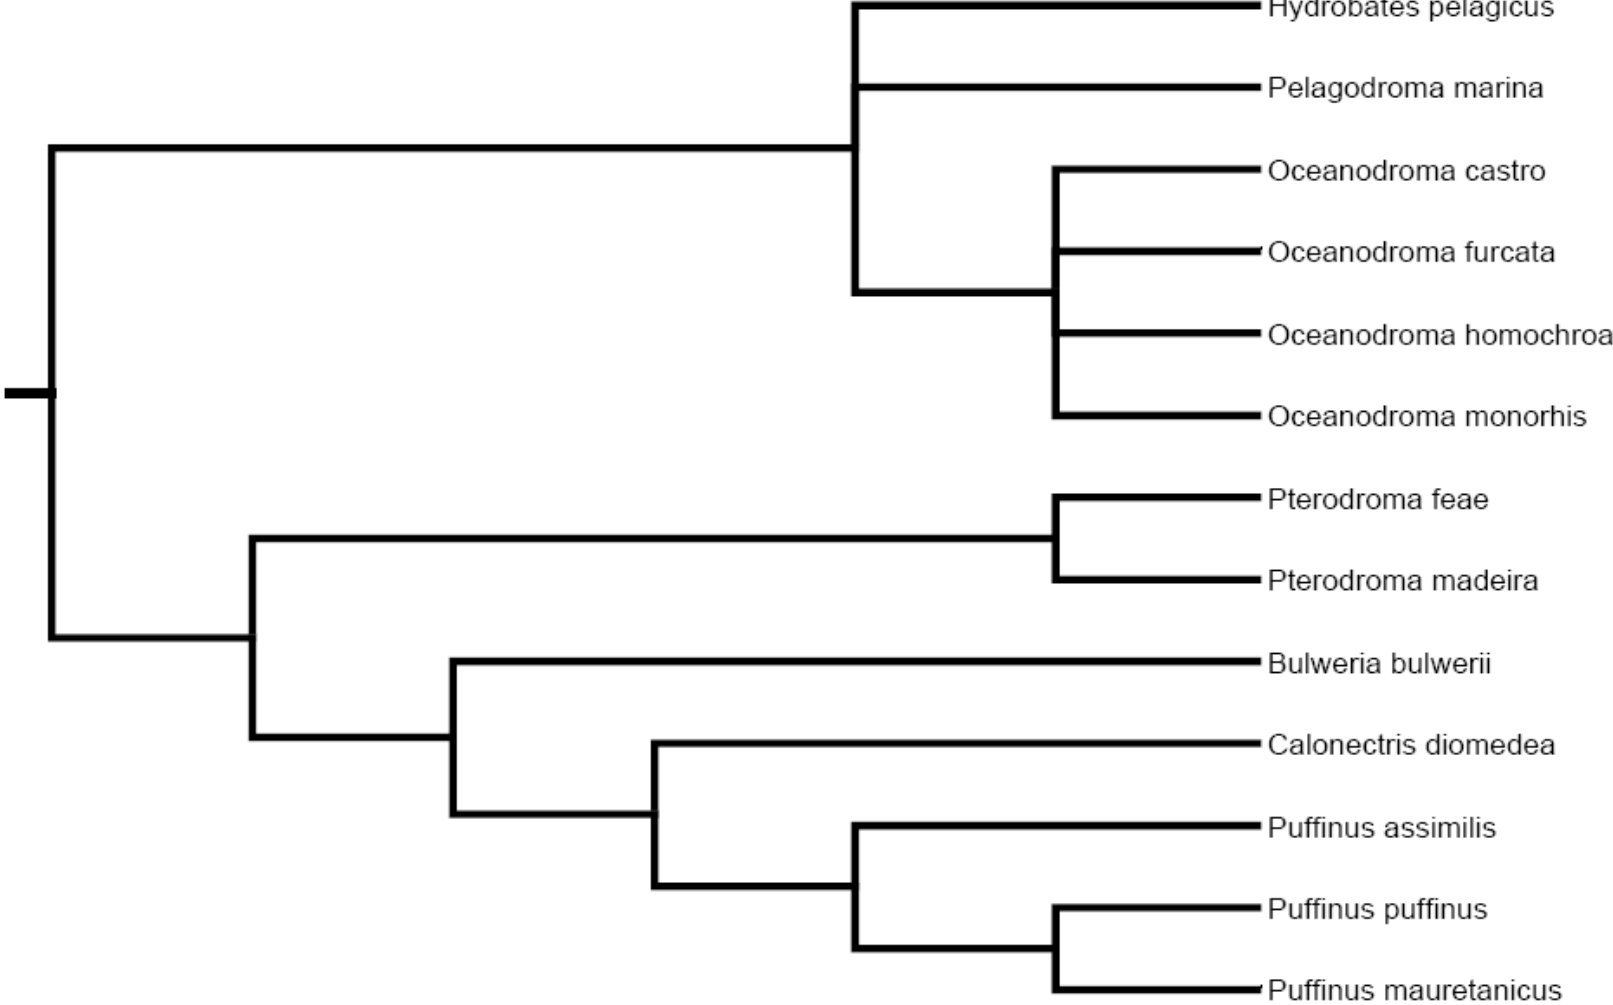 Hydrobates pelagicus
Pelagodroma marina
Oceanodroma castro
Oceanodroma furcata
Oceanodroma homochroa
Oceanodroma monorhis
Pterodroma feae
Pterodroma madeira
Bulweria bulwerii
Calonectris diomedea
Puffinus assimilis
Puffinus puffinus
Puffinus mauretanicus